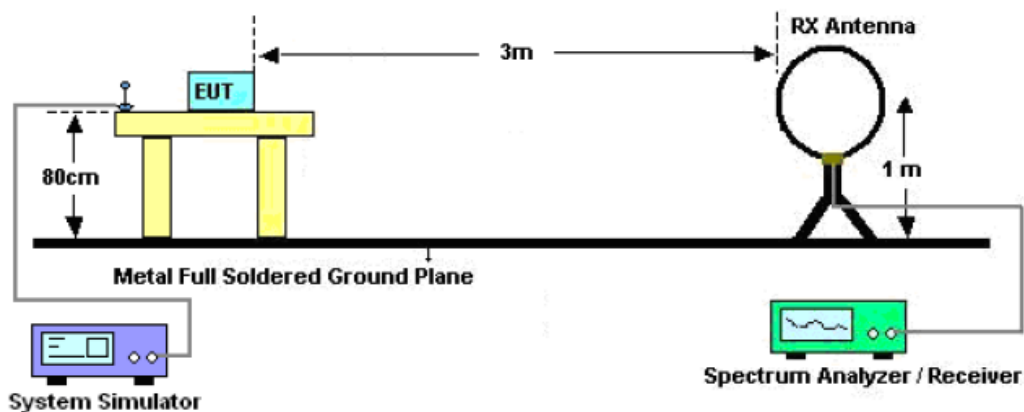 RX Antenna
3m
EUT
80cm
1 m
Metal Full Soldered Ground Plane
System Simulator
Spectrum Analyzer / Receiver